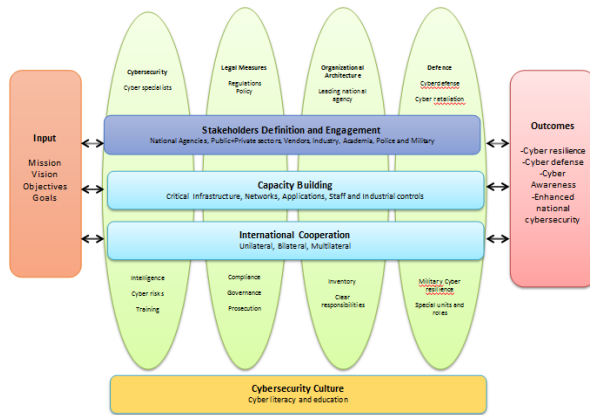 Cybersecurity
Cyber specialists
Legal Measures
Regulations
Policy
Organizational
Architecture
Leading national
agency
Defence
Cyberdefense
Cyber retaliation
Input
Mission
Vision
Objectives
Goals
Stakeholders Definition and Engagement
National Agencies, Public+Private sectors, Vendors, Industry, Academia, Police and Military
Capacity Building
Critical Infrastructure, Networks, Applications, Staff and Industrial controls
International Cooperation
Unilateral, Bilateral, Multilateral
Outcomes
-Cyber resilience
-Cyber defense
-Cyber
Awareness
-Enhanced
national
cybersecurity
Intelligence
Cyber risks
Training
Compliance
Governance
Prosecution
Inventory
Clear
responsibilities
Military Cyber
resilience
Special units and
roles
Cybersecurity Culture
Cyber literacy and education